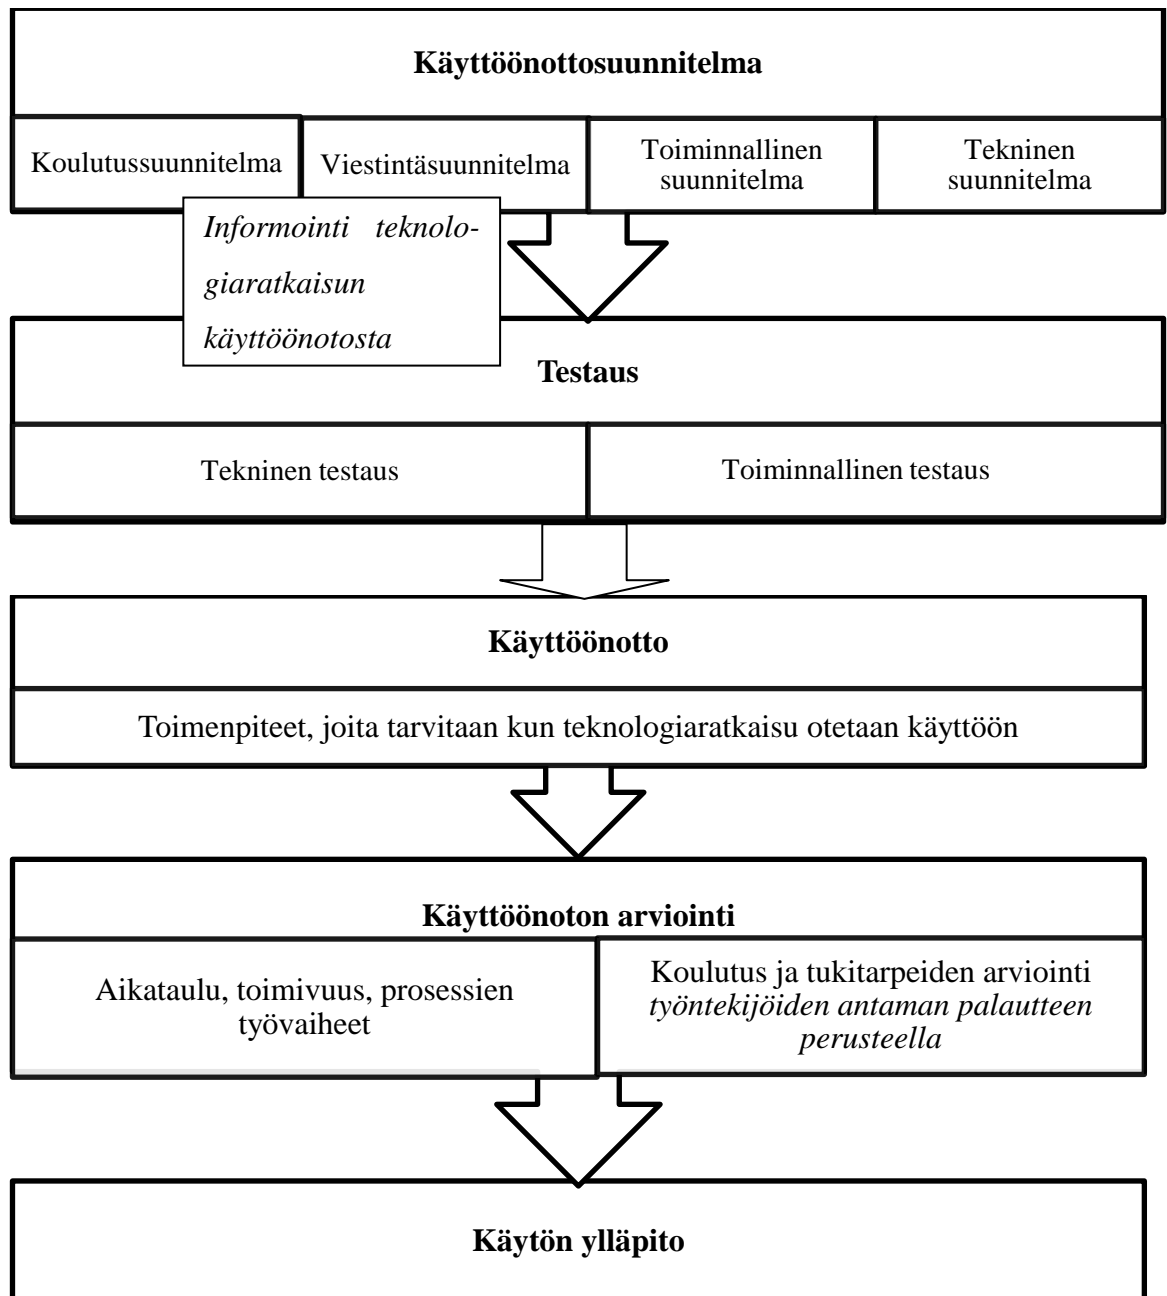 Käyttöönottosuunnitelma
Koulutussuunnitelma
Viestintäsuunnitelma
Toiminnallinen
suunnitelma
Tekninen
suunnitelma
Informointi teknolo-
giaratkaisun
käyttöönotosta
Testaus
Tekninen testaus
Toiminnallinen testaus
Käyttöönotto
Toimenpiteet, joita tarvitaan kun teknologiaratkaisu otetaan käyttöön
Käyttöönoton arviointi
Aikataulu, toimivuus, prosessien
työvaiheet
Koulutus ja tukitarpeiden arviointi
työntekijöiden antaman palautteen
perusteella
Käytön ylläpito